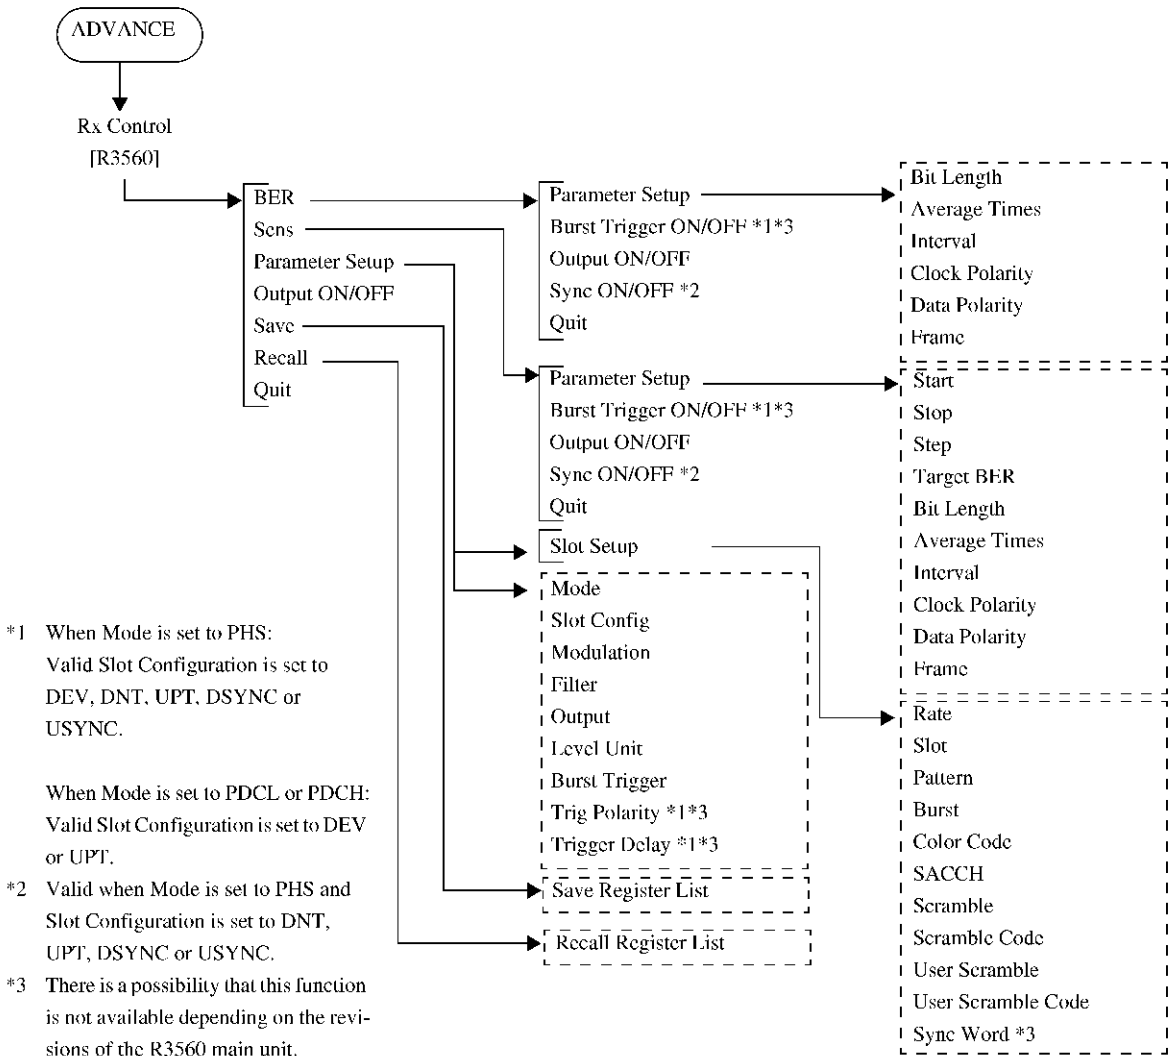 ADVANCE
Rx Control
[R3560]
BER
Sens
Parameter Setup
Output ON/OFF
Save
Recall
Quit
Parameter Setup
Burst Trigger ON/OFF *1*3
Output ON/OFF
Sync ON/OFF *2
Quit
Parameter Setup
Burst Trigger ON/OFF *1*3
Output ON/OFF
Sync ON/OFF *2
Quit
Slot Setup
Mode
Slot Config
Modulation
Filter
Output
Level Unit
Burst Trigger
Trig Polarity *1*3
Trigger Delay *1*3
Save Register List
Recall Register List
Bit Length
Average Times
Interval
Clock Polarity
Data Polarity
Frame
Start
Stop
Step
Target BER
Bit Length
Average Times
Interval
Clock Polarity
Data Polarity
Frame
Rate
Slot
Pattern
Burst
Color Code
SACCH
Scramble
Scramble Code
User Scramble
User Scramble Code
Sync Word *3
*1 When Mode is set to PHS:
Valid Slot Configuration is set to
DEV, DNT, UPT, DSYNC or
USYNC.
When Mode is set to PDCL or PDCH:
Valid Slot Configuration is set to DEV
or UPT.
*2 Valid when Mode is set to PHS and
Slot Configuration is set to DNT,
UPT, DSYNC or USYNC.
*3 There is a possibility that this function
is not available depending on the revi-
sions of the R3560 main unit.